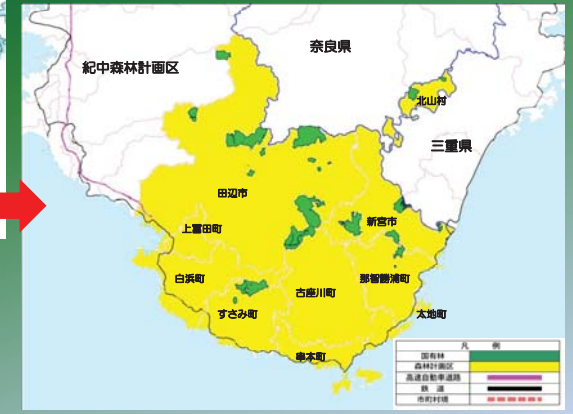 奈良県
紀中森林計画区
北山村
三重県
田辺市
上富田町
新宮市
白浜町
那智勝浦町
古座川町
すさみ町
太地町
串本町
凡 例
国有林
森林計画区
高速自動車道路
鉄 道
市町村境